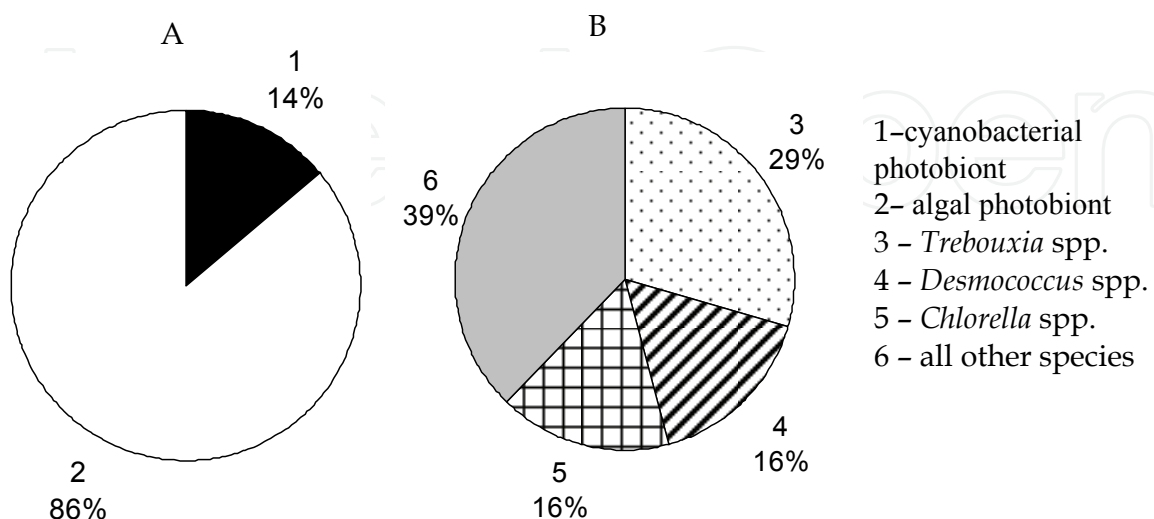 A
1
14%
2
86%
B
3
29%
4
16%
5
16%
6
39%
1–cyanobacterial
photobiont
2– algal photobiont
3 – Trebouxia spp.
4 – Desmococcus spp.
5 – Chlorella spp.
6 – all other species